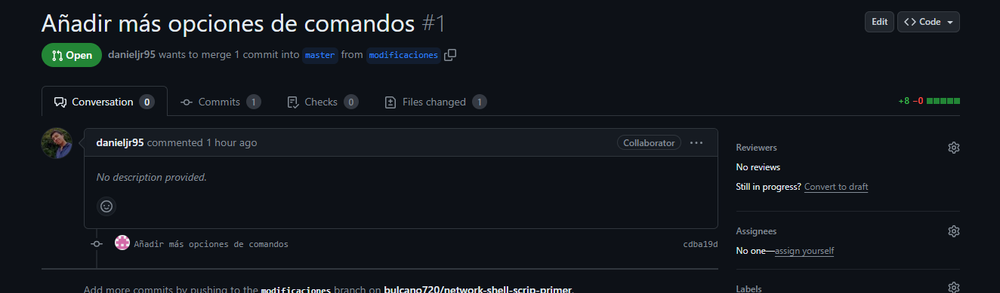 Añadir más opciones de comandos #1
Edit
Code
Open
danieljr95 wants to merge 1 commit into master from modificaciones
Conversation 0
Commits 1
Checks 0
Files changed 1
+8 −0
danieljr95 commented 1 hour ago
Collaborator
No description provided.
Añadir más opciones de comandos
cdba19d
Add more commits by pushing to the modificaciones branch on bulcano720/network-shell-scrip-primer.
Reviewers
No reviews
Still in progress? Convert to draft
Assignees
No one—assign yourself
Labels